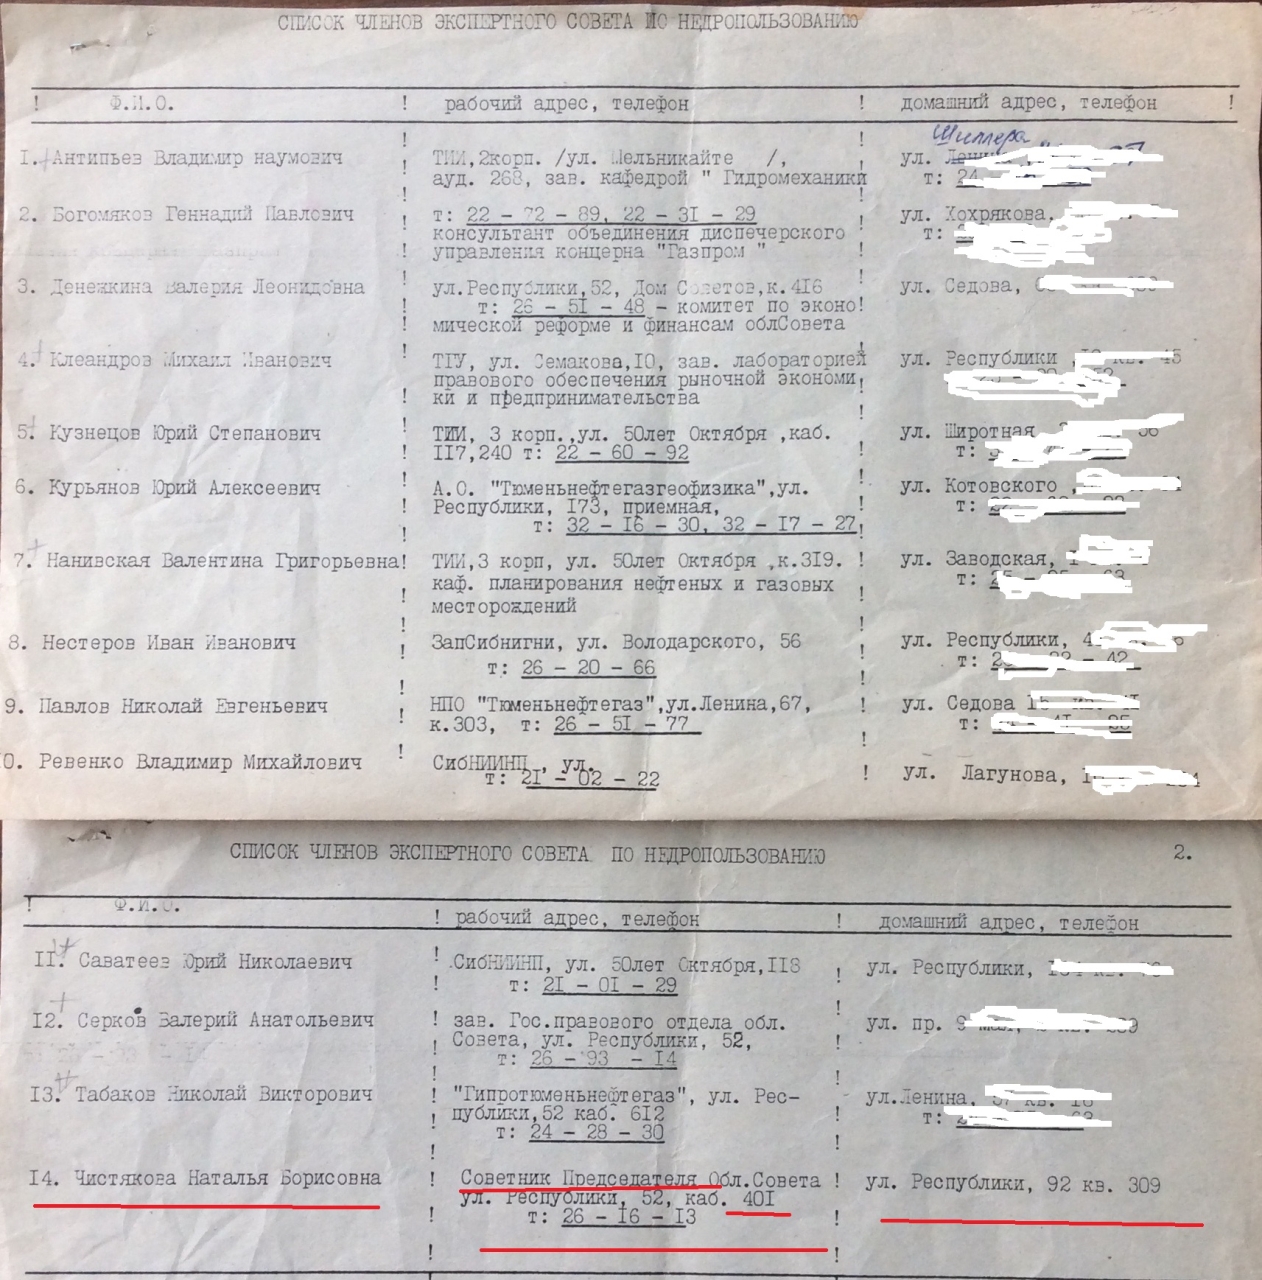 СПИСОК ЧЛЕНОВ ЭКСПЕРТНОГО СОВЕТА ПО НЕДРОПОЛЬЗОВАНИЮ
! Ф.И.О. ! рабочий адрес, телефон ! домашний адрес, телефон !
Шиллера
I. Антипьев Владимир наумович ТИИ,2корп. /ул. Мельникайте /, ул.
ауд. 268, зав. кафедрой " Гидромеханики т: 24
2. Богомяков Геннадий Павлович т: 22 - 72 - 89, 22 - 3I - 29 ул. Хохрякова,
консультант объединения диспечерского т:
управления концерна "Газпром "
3. Денежкина Валерия Леонидовна ул.Республики,52, Дом Советов,к.4I6 ул. Седова,
т: 26 - 5I - 48 - комитет по эконо!
мической реформе и финансам облСовета
4. Клеандров Михаил Иванович ТГУ, ул. Семакова,IO, зав. лабораторией ул. Республики
правового обеспечения рыночной экономи
ки и предпринимательства
5. Кузнецов Юрий Степанович ТИИ, 3 корп.,ул. 50лет Октября ,каб. ул. Широтная
II7,240 т: 22 - 60 - 92 т:
6. Курьянов Юрий Алексеевич А.О. "Тюменьнефтегазгеофизика",ул. ул. Котовского ,
Республики, I73, приемная, т:
т: 32 - I6 - 30, 32 - I7 - 27
7. Нанивская Валентина Григорьевна! ТИИ,3 корп, ул. 50лет Октября ,к.3I9. ! ул. Заводская,
каф. планирования нефтеных и газовых т:
месторождений
8. Нестеров Иван Иванович ЗапСибнигни, ул. Володарского, 56 ул. Республики, 4
т: 26 - 20 - 66 т: 2 - 42
9. Павлов Николай Евгеньевич НПО "Тюменьнефтегаз",ул.Ленина,67, ! ул. Седова
к.303, т: 26 - 5I - 77 т:
0. Ревенко Владимир Михайлович СибНИИНП , ул.
т: 2I - 02 - 22 ! ул. Лагунова,
СПИСОК ЧЛЕНОВ ЭКСПЕРТНОГО СОВЕТА ПО НЕДРОПОЛЬЗОВАНИЮ 2.
! Ф.И.О. ! рабочий адрес, телефон ! домашний адрес, телефон
II. Саватеев Юрий Николаевич ! СибНИИНП, ул. 50лет Октября,II8 ул. Республики,
! т: 2I - 0I - 29
I2. Серков Валерий Анатольевич ! зав. Гос.правового отдела обл. ул. пр. 9
Совета, ул. Республики, 52,
т: 26 - 93 - I4
I3. Табаков Николай Викторович ! "Гипротюменьнефтегаз", ул. Рес- ! ул.Ленина,
публики,52 каб. 6I2 т:
т: 24 - 28 - 30
I4. Чистякова Наталья Борисовна ! Советник Председателя Обл.Совета ! ул. Республики, 92 кв. 309
ул. Республики, 52, каб. 40I
т: 26 - I6 - I3